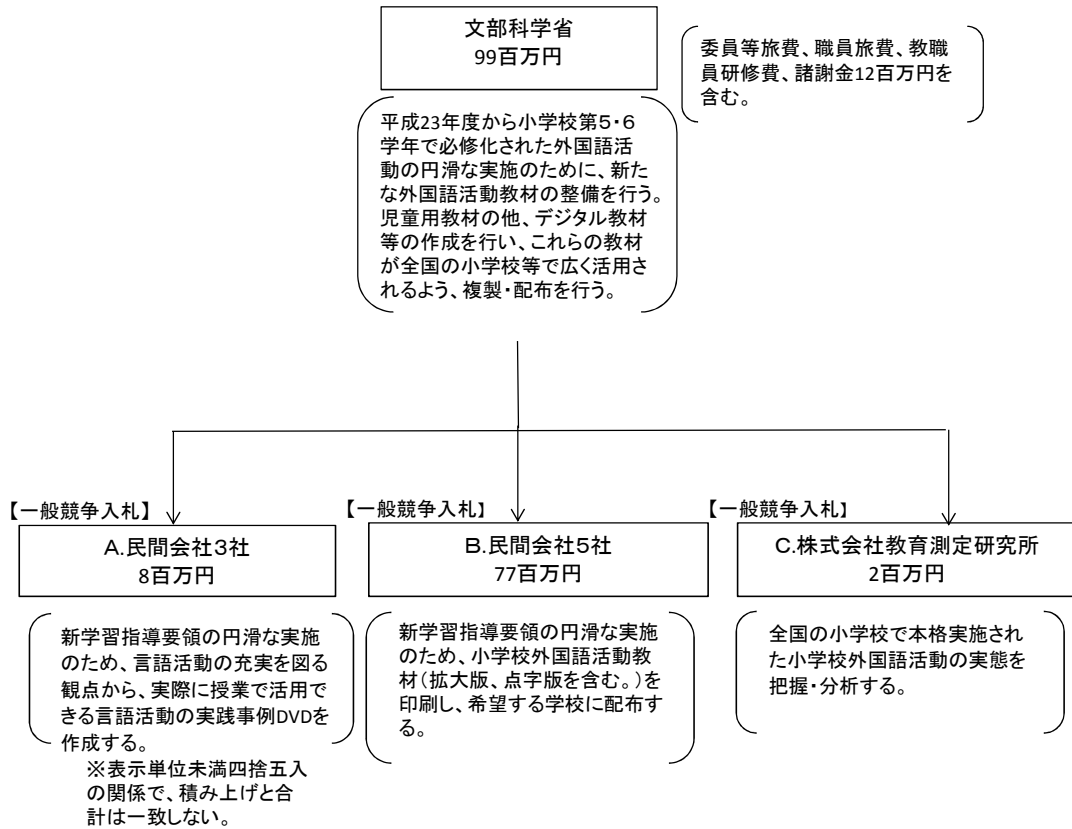 文部科学省
99百万円
委員等旅費、職員旅費、教職
員研修費、諸謝金12百万円を
含む。
平成23年度から小学校第５・６
学年で必修化された外国語活
動の円滑な実施のために、新た
な外国語活動教材の整備を行う。
児童用教材の他、デジタル教材
等の作成を行い、これらの教材
が全国の小学校等で広く活用さ
れるよう、複製・配布を行う。
【一般競争入札】
A.民間会社３社
8百万円
新学習指導要領の円滑な実施
のため、言語活動の充実を図る
観点から、実際に授業で活用で
きる言語活動の実践事例DVDを
作成する。
※表示単位未満四捨五入
の関係で、積み上げと合
計は一致しない。
【一般競争入札】
B.民間会社５社
77百万円
新学習指導要領の円滑な実施
のため、小学校外国語活動教
材（拡大版、点字版を含む。）を
印刷し、希望する学校に配布す
る。
【一般競争入札】
C.株式会社教育測定研究所
2百万円
全国の小学校で本格実施され
た小学校外国語活動の実態を
把握・分析する。